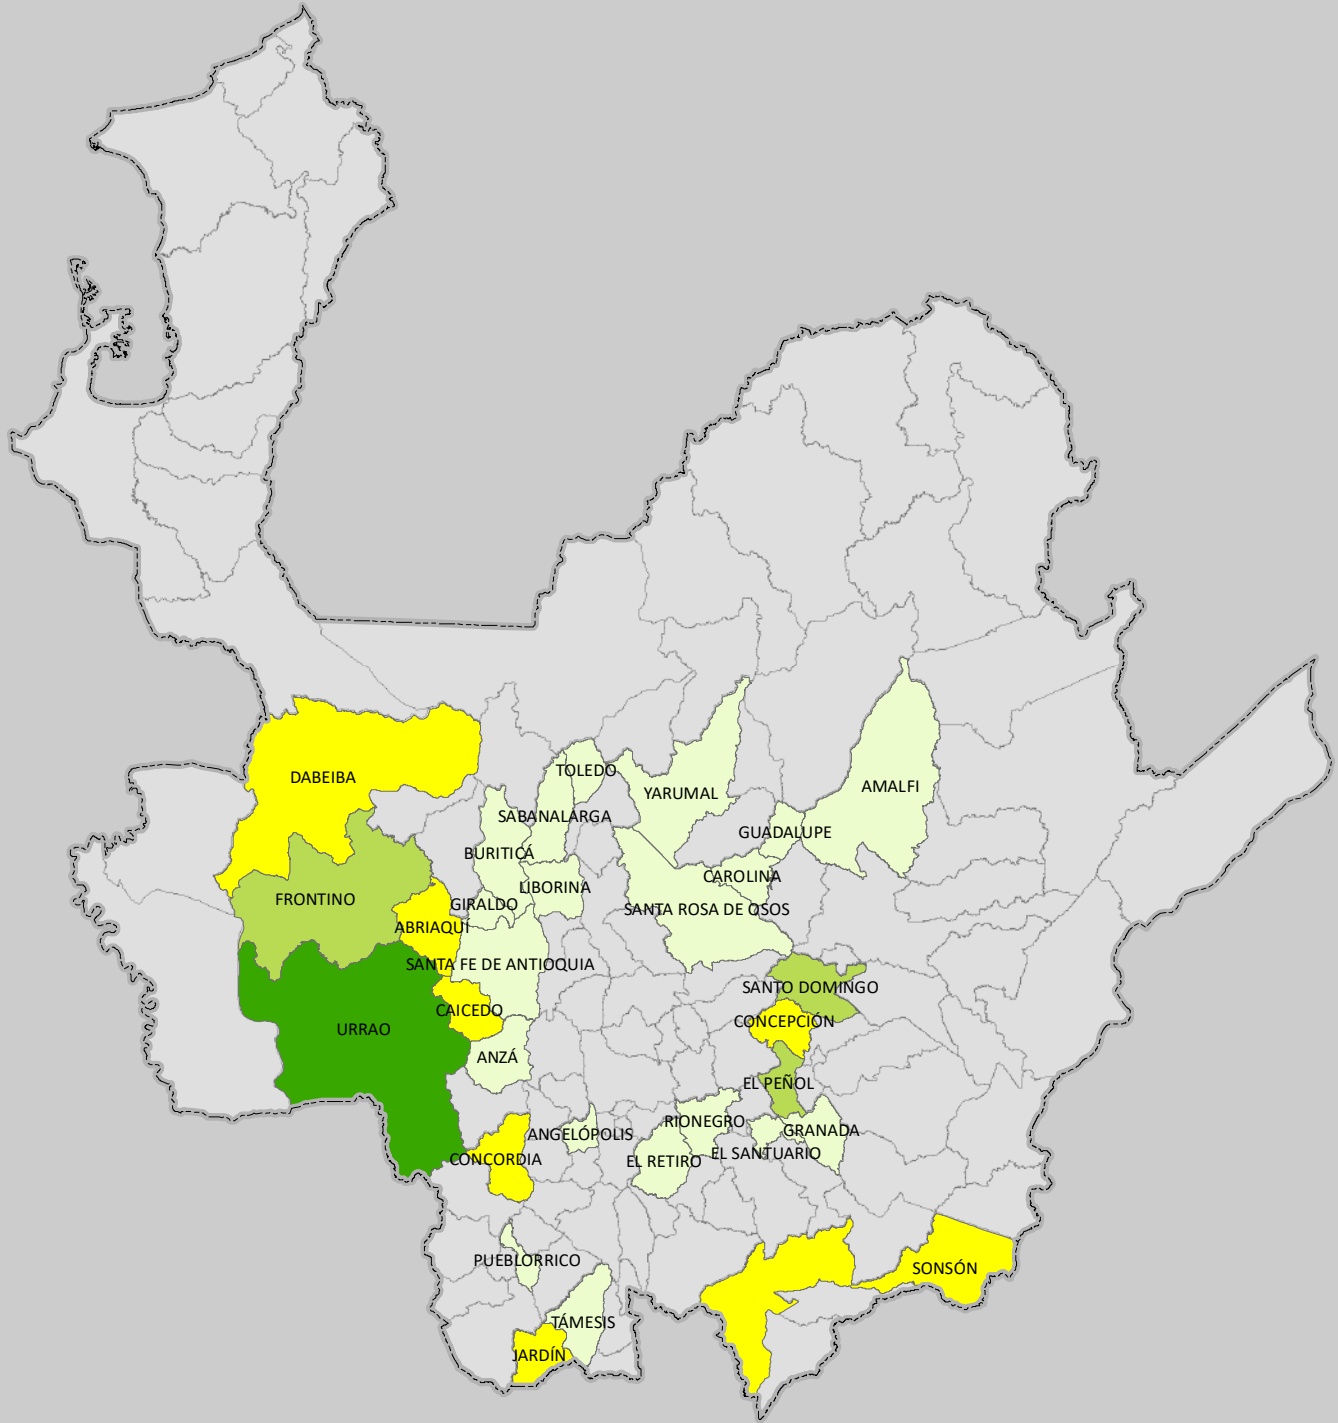 TOLEDO
DABEIBA
AMALFI
YARUMAL
SABANALARGA
GUADALUPE
BURITICÁ
CAROLINA
LIBORINA
FRONTINO
GIRALDO
SANTA ROSA DE OSOS
ABRIAQUI
SANTA FE DE ANTIOQUIA
SANTO DOMINGO
CAICEDO
CONCEPCIÓN
URRAO
ANZÁ
EL PEÑOL
RIONEGRO
GRANADA
ANGELÓPOLIS
EL SANTUARIO
CONCORDIA
EL RETIRO
PUEBLORRICO
SONSÓN
TÁMESIS
JARDÍN